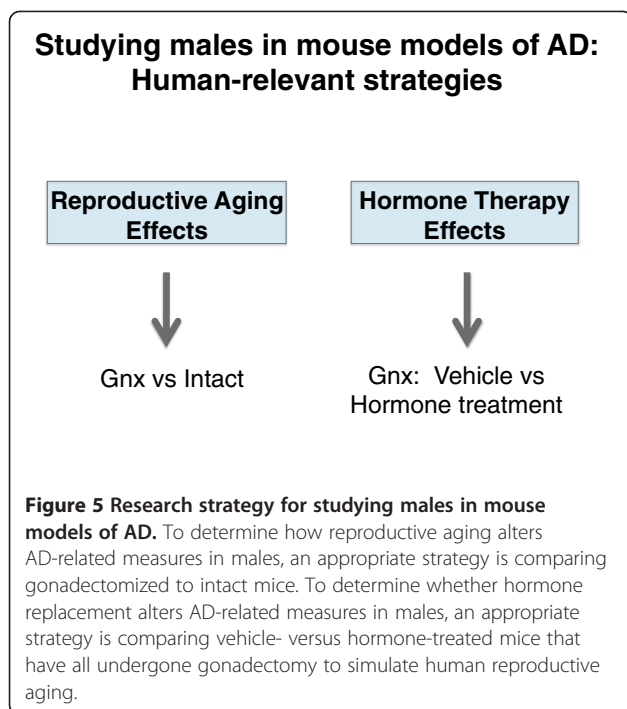 Studying males in mouse models of AD:
Human-relevant strategies
Reproductive Aging
Effects
Hormone Therapy
Effects
Gnx vs Intact
Gnx: Vehicle vs
Hormone treatment
Figure 5 Research strategy for studying males in mouse
models of AD. To determine how reproductive aging alters
AD-related measures in males, an appropriate strategy is comparing
gonadectomized to intact mice. To determine whether hormone
replacement alters AD-related measures in males, an appropriate
strategy is comparing vehicle- versus hormone-treated mice that
have all undergone gonadectomy to simulate human reproductive
aging.